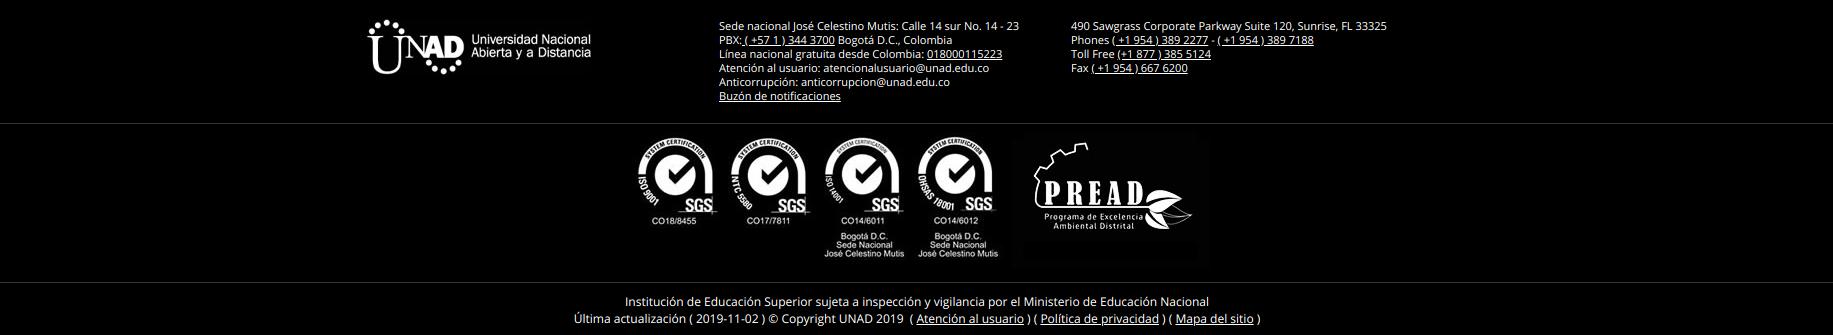 UNAD Universidad Nacional
Abierta y a Distancia
Sede nacional José Celestino Mutis: Calle 14 sur No. 14 - 23
PBX: ( +57 1 ) 344 3700 Bogotá D.C., Colombia
Línea nacional gratuita desde Colombia: 018000115223
Atención al usuario: atencionalusuario@unad.edu.co
Anticorrupción: anticorrupcion@unad.edu.co
Buzón de notificaciones
490 Sawgrass Corporate Parkway Suite 120, Sunrise, FL 33325
Phones ( +1 954 ) 389 2277 - ( +1 954 ) 389 7188
Toll Free (+1 877 ) 385 5124
Fax ( +1 954 ) 667 6200
SYSTEM CERTIFICATION
ISO 9001
SGS
CO18/8455
SYSTEM CERTIFICATION
NTC 5580
SGS
CO17/7811
SYSTEM CERTIFICATION
ISO 14001
SGS
CO14/6011
Bogotá D.C.
Sede Nacional
José Celestino Mutis
SYSTEM CERTIFICATION
OHSAS 18001
SGS
CO14/6012
Bogotá D.C.
Sede Nacional
José Celestino Mutis
PREAD
Programa de Excelencia
Ambiental Distrital
Institución de Educación Superior sujeta a inspección y vigilancia por el Ministerio de Educación Nacional
Última actualización ( 2019-11-02 ) © Copyright UNAD 2019 ( Atención al usuario ) ( Política de privacidad ) ( Mapa del sitio )